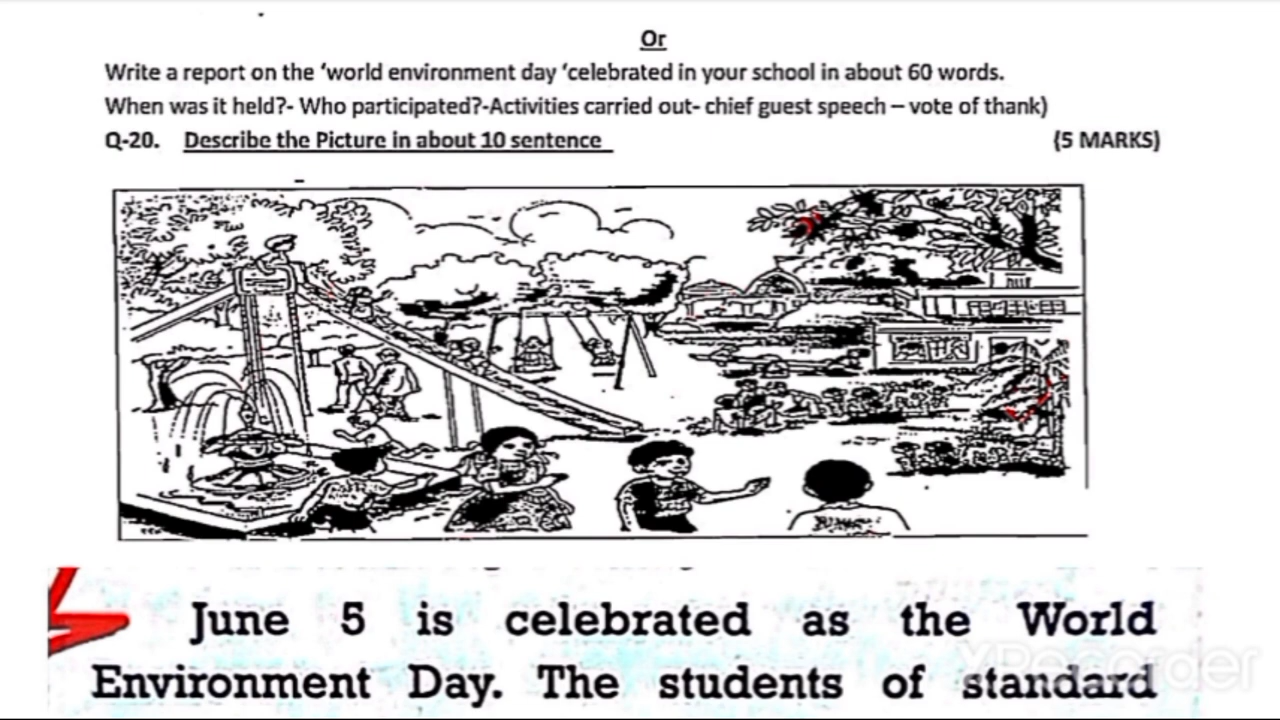 Or
Write a report on the ‘world environment day ‘celebrated in your school in about 60 words.
When was it held?- Who participated?-Activities carried out- chief guest speech – vote of thank)
Q-20. Describe the Picture in about 10 sentence (5 MARKS)
June 5 is celebrated as the World
Environment Day. The students of standard
XRecorder